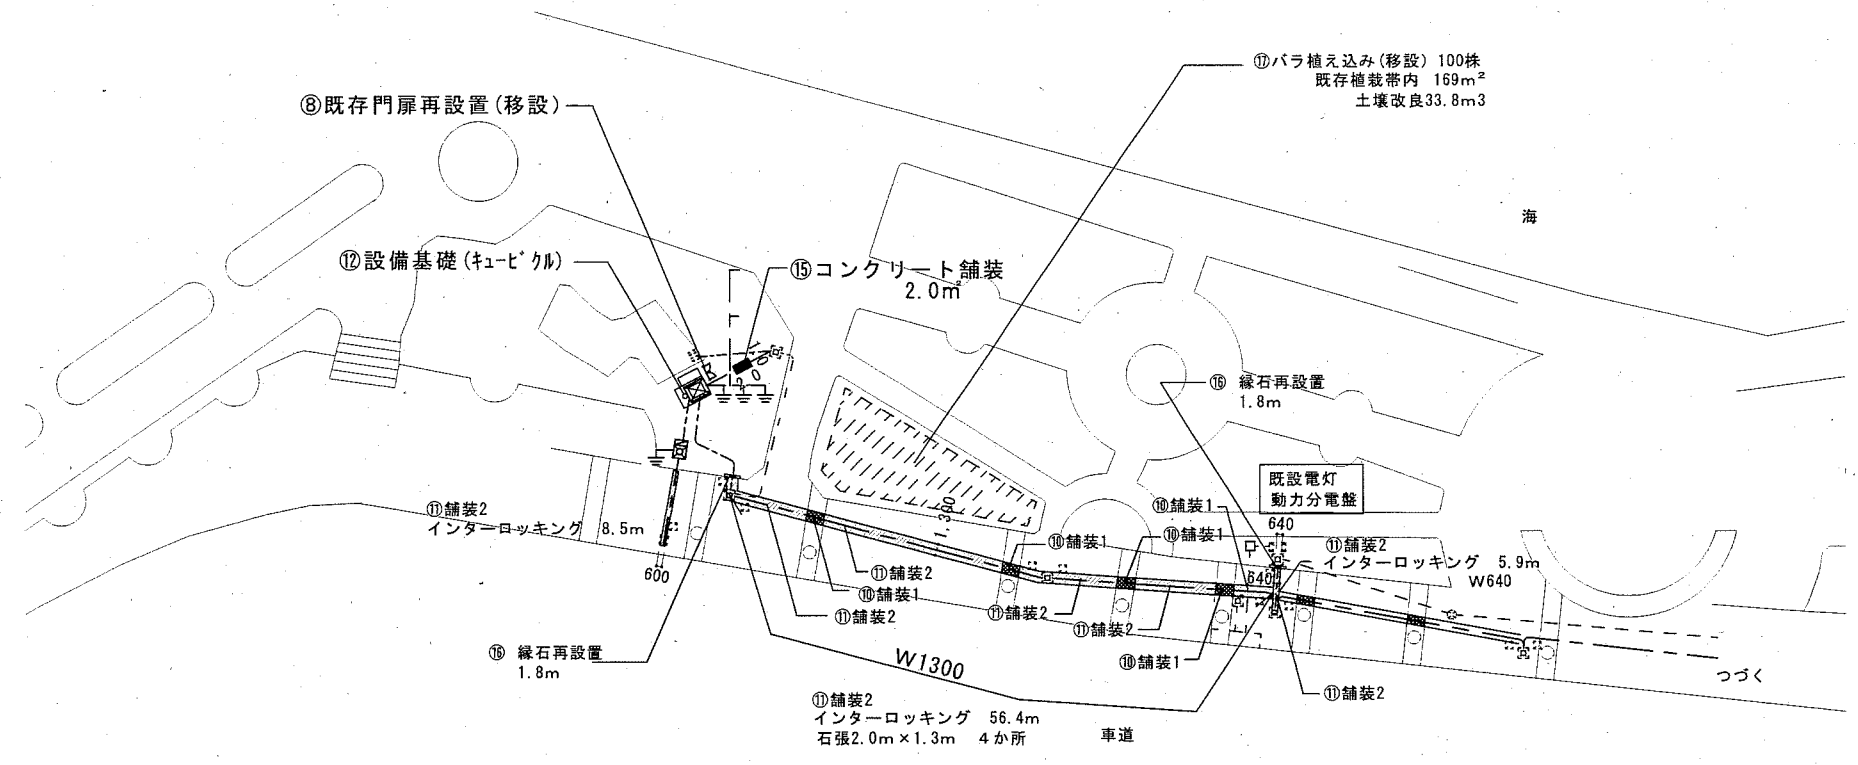 ⑰バラ植え込み(移設) 100株
既存植栽帯内 169m²
土壌改良33.8m3
⑧既存門扉再設置(移設)
海
⑫設備基礎(ｷｭｰﾋﾞｸﾙ)
⑮コンクリート舗装
2.0㎡
⑯ 縁石再設置
1.8m
既設電灯
動力分電盤
⑪舗装2
インターロッキング 8.5m
600
1,300
⑩舗装1
640
⑩舗装1
⑩舗装1
⑪舗装2
インターロッキング 5.9m
W640
640
⑪舗装2
⑩舗装1
⑪舗装2
⑪舗装2
⑪舗装2
⑩舗装1
⑯ 縁石再設置
1.8m
W1300
⑪舗装2
つづく
⑪舗装2
インターロッキング 56.4m
石張2.0m×1.3m 4か所
車道